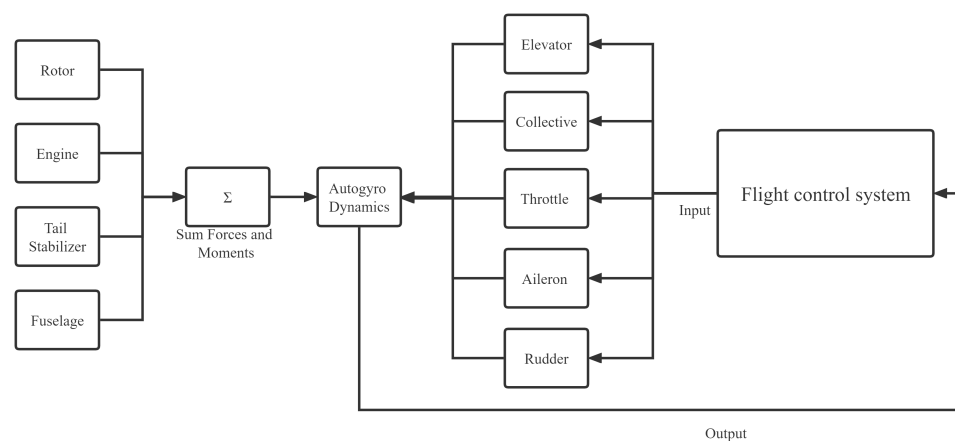 Rotor
Engine
Tail
Stabilizer
Fuselage
Σ
Sum Forces and
Moments
Autogyro
Dynamics
Elevator
Collective
Throttle
Aileron
Rudder
Input
Flight control system
Output